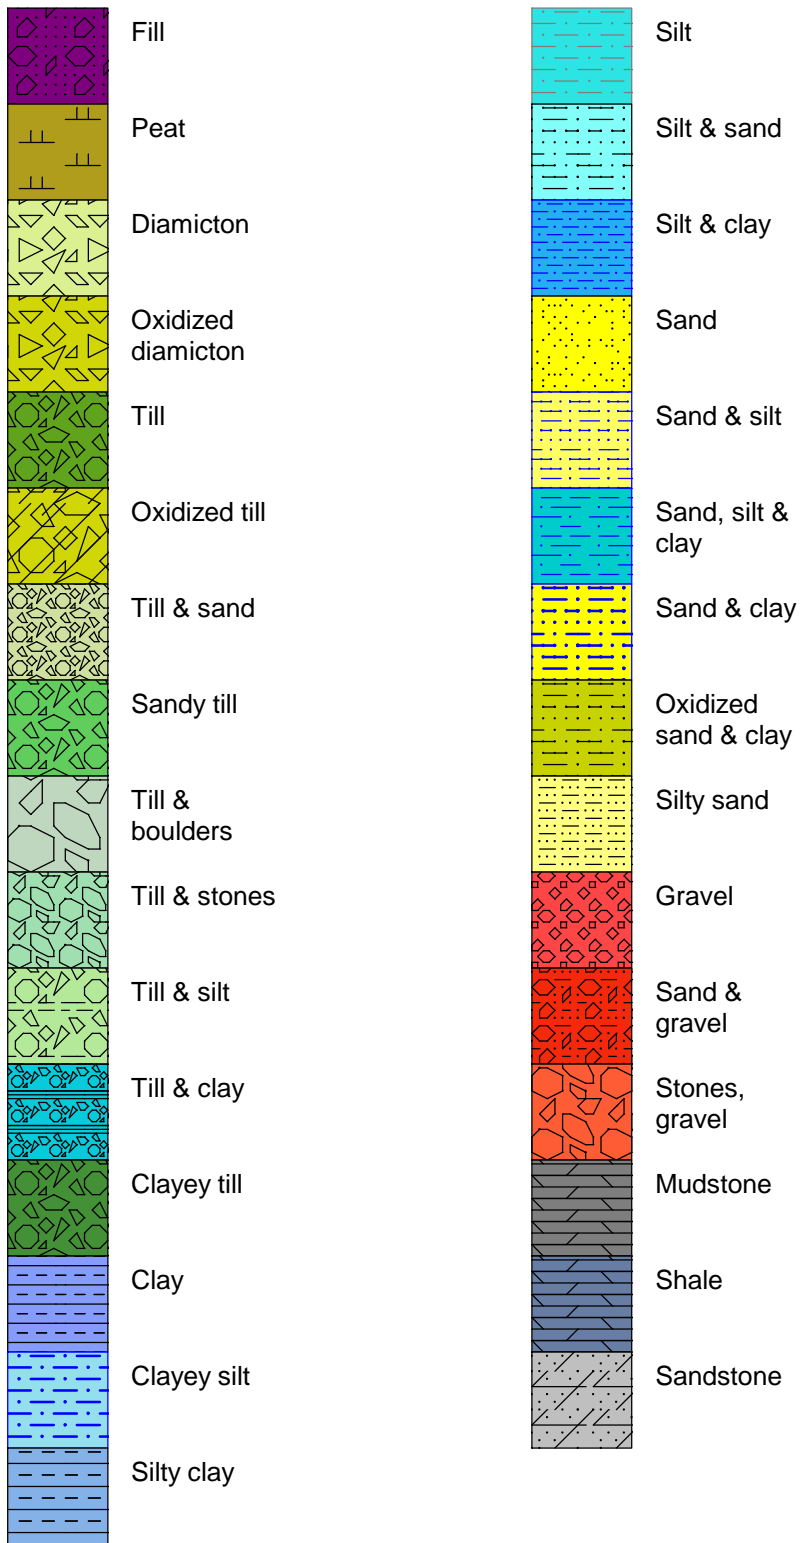 Fill
Peat
Diamicton
Oxidized
diamicton
Till
Oxidized till
Till & sand
Sandy till
Till &
boulders
Till & stones
Till & silt
Till & clay
Clayey till
Clay
Clayey silt
Silty clay
Silt
Silt & sand
Silt & clay
Sand
Sand & silt
Sand, silt &
clay
Sand & clay
Oxidized
sand & clay
Silty sand
Gravel
Sand &
gravel
Stones,
gravel
Mudstone
Shale
Sandstone